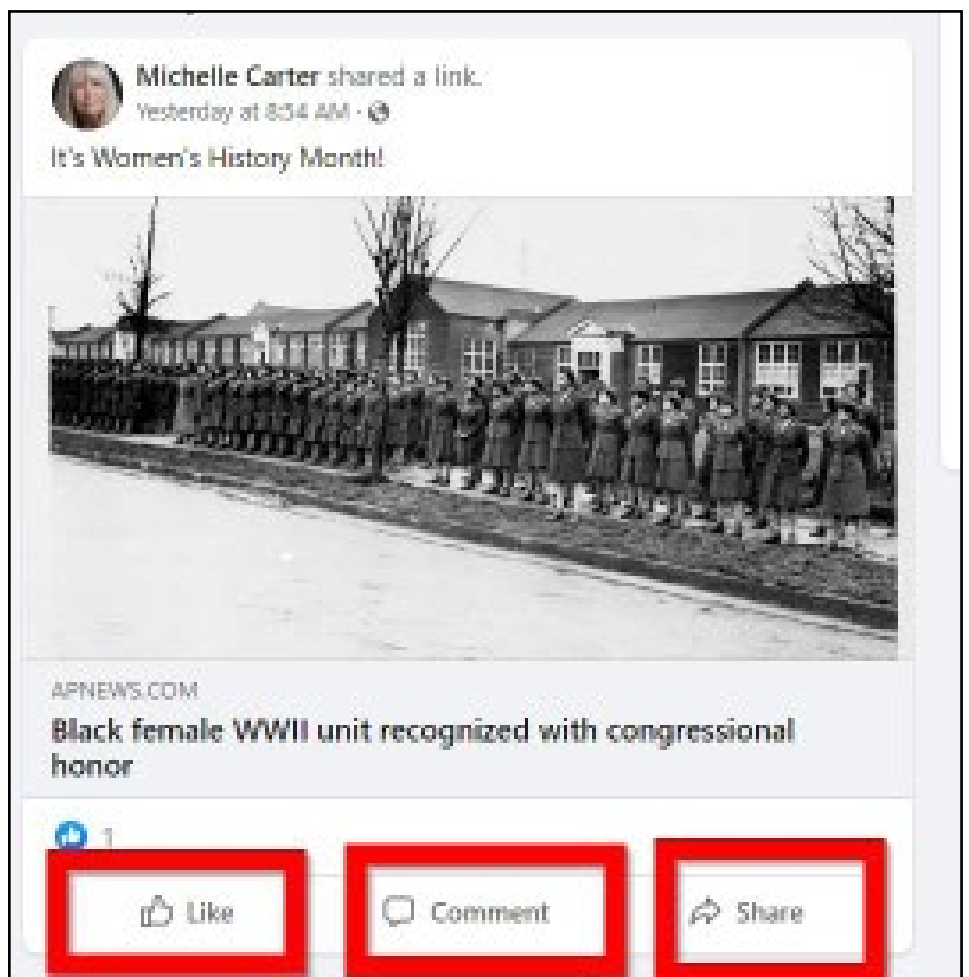 Michelle Carter shared a link.
Yesterday at 8:54 AM ·
It's Women's History Month!
APNEWS.COM
Black female WWII unit recognized with congressional
honor
1
Like Comment Share